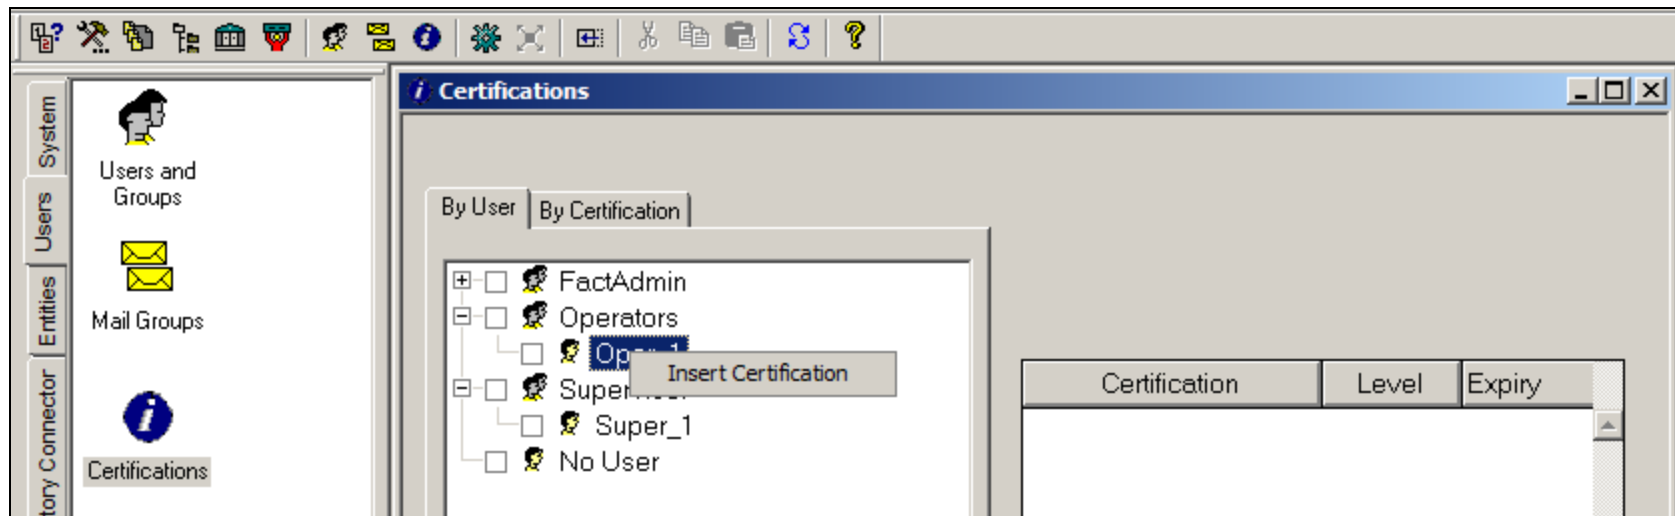 Certifications
System
Users
Entities
tory Connector
Users and
Groups
Mail Groups
Certifications
By User
By Certification
FactAdmin
Operators
Insert Certification
Super_1
No User
Certification
Level
Expiry